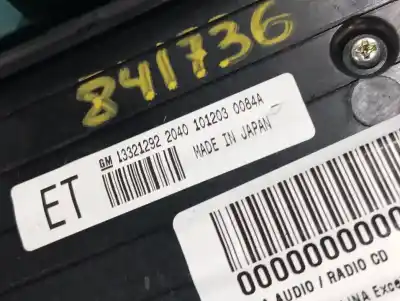 841736
GM 13321292 2040 101203 0084A
ET
MADE IN JAPAN
0000000000
AUDIO / RADIO CD